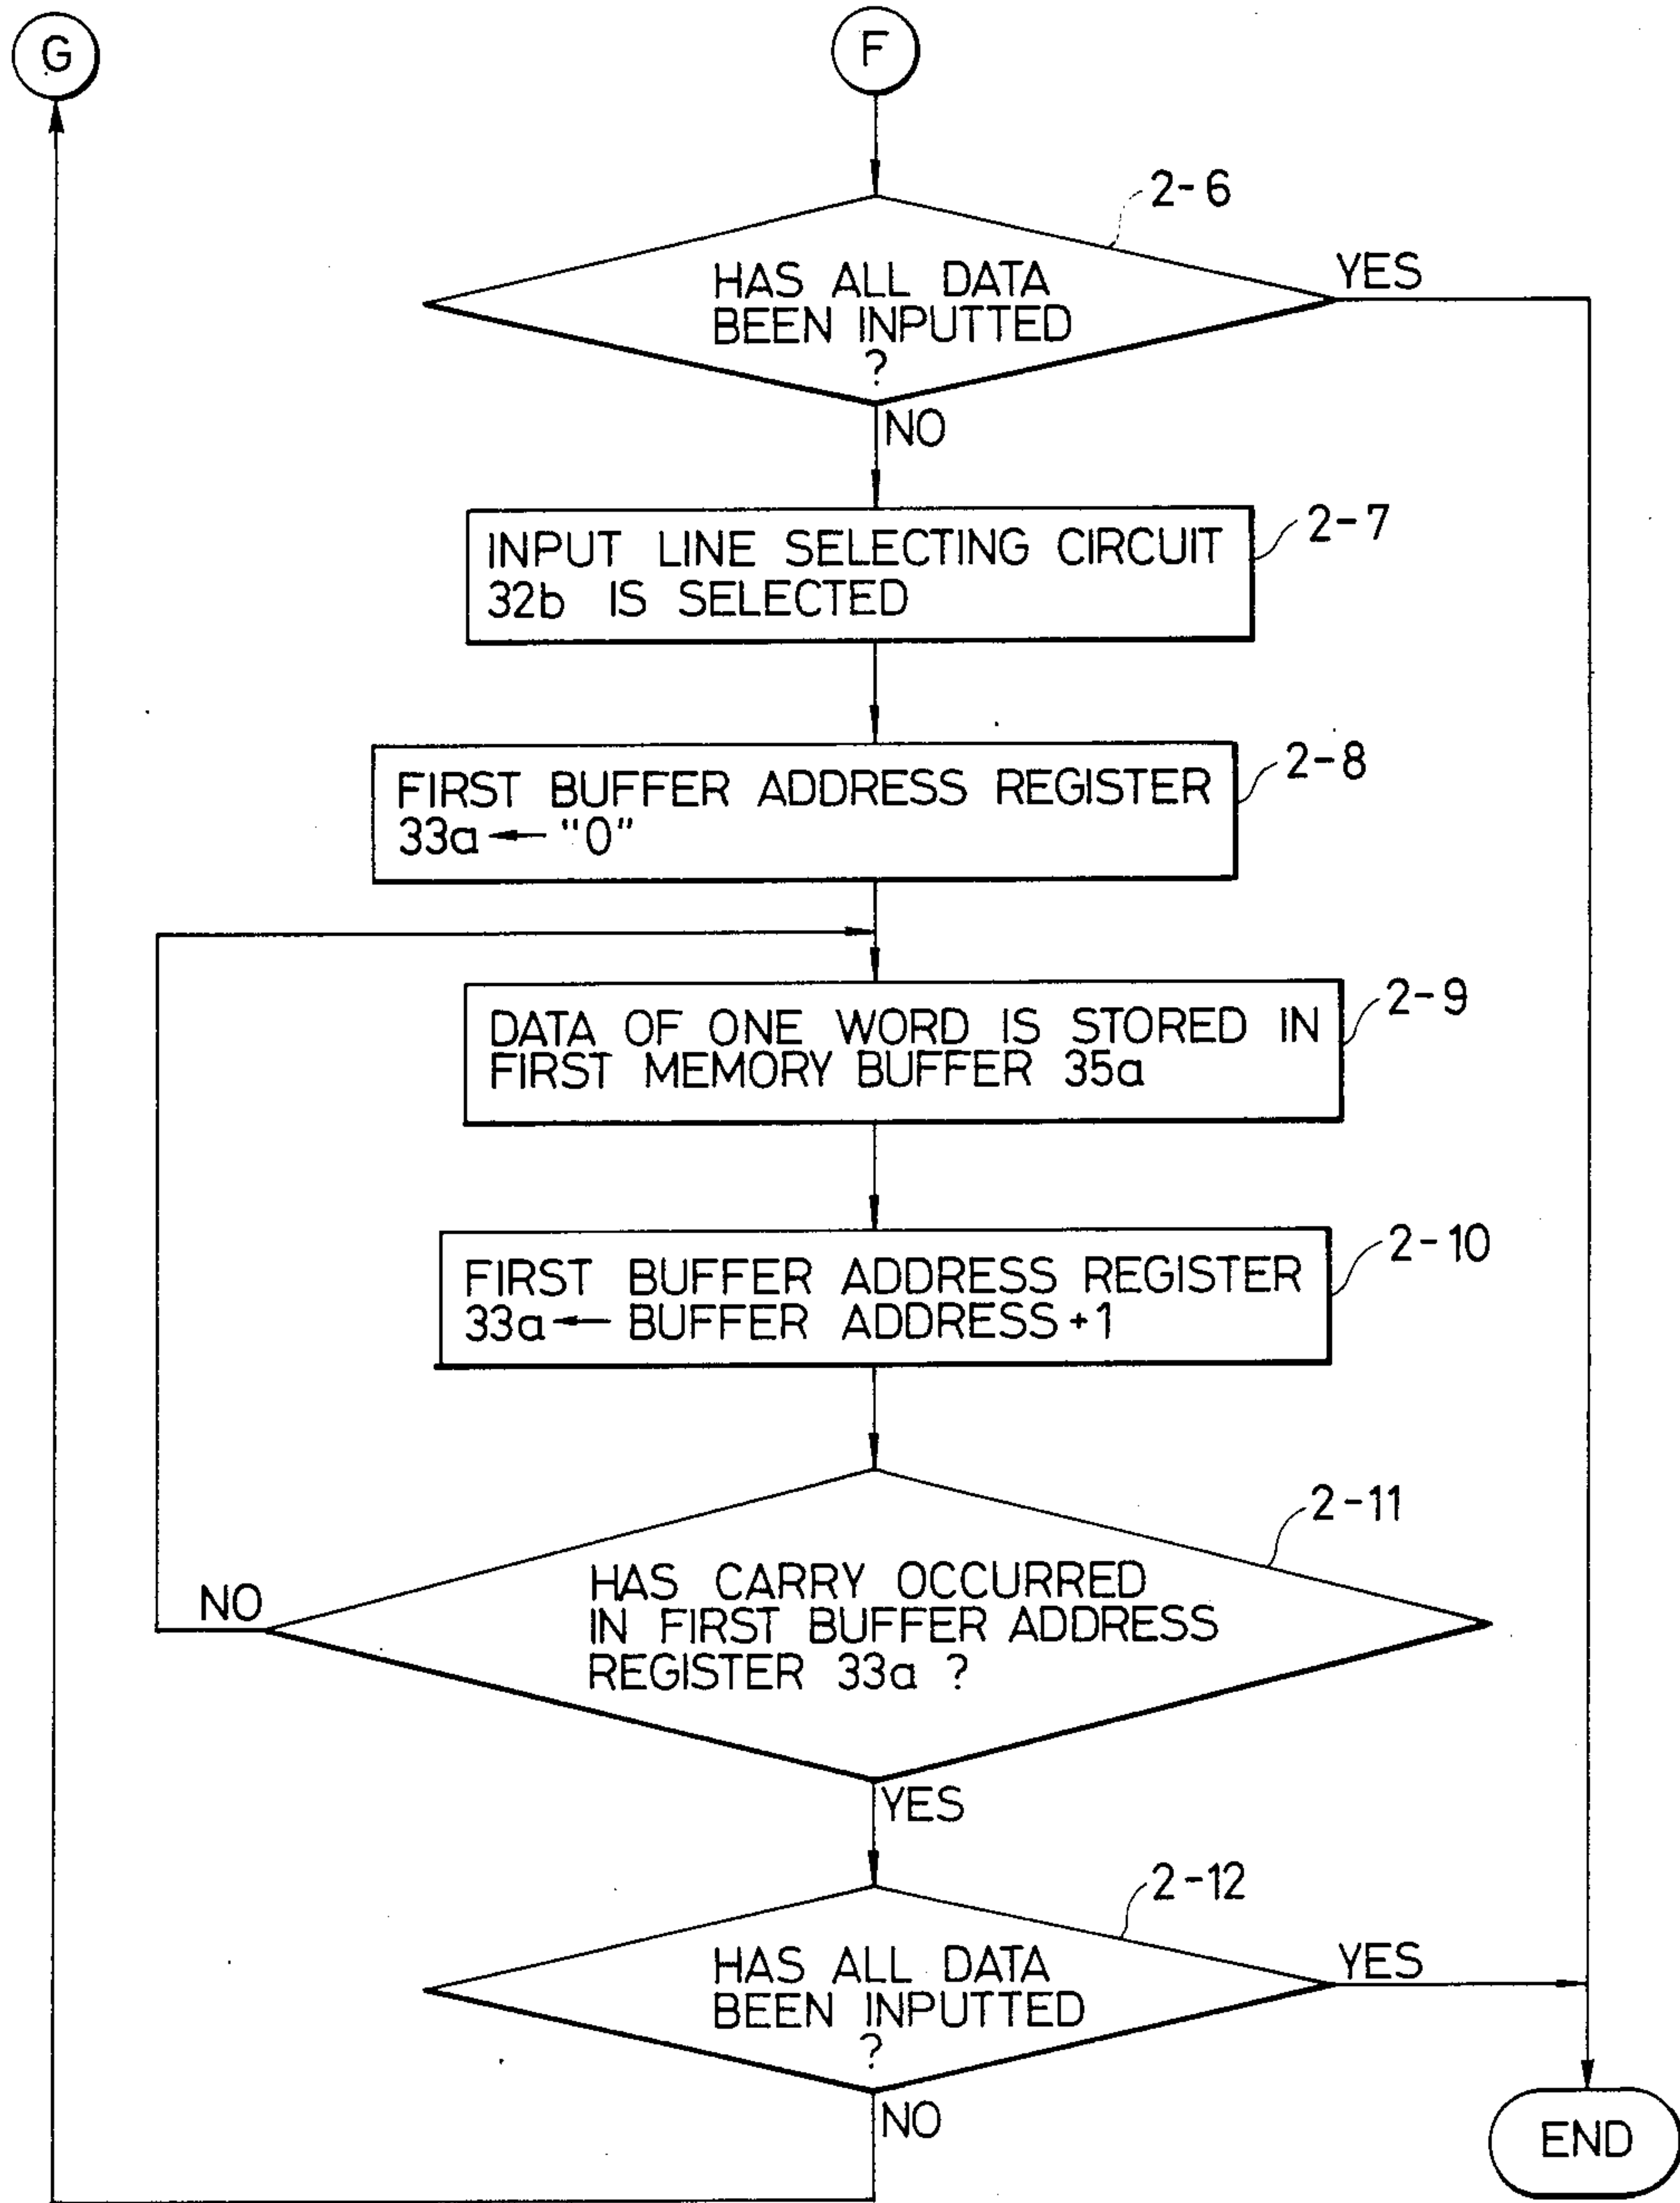 G
F
2-6
HAS ALL DATA
BEEN INPUTTED
?
YES
NO
2-7
INPUT LINE SELECTING CIRCUIT
32b IS SELECTED
2-8
FIRST BUFFER ADDRESS REGISTER
33a ← "0"
2-9
DATA OF ONE WORD IS STORED IN
FIRST MEMORY BUFFER 35a
2-10
FIRST BUFFER ADDRESS REGISTER
33a ← BUFFER ADDRESS +1
2-11
HAS CARRY OCCURRED
IN FIRST BUFFER ADDRESS
REGISTER 33a ?
NO
YES
2-12
HAS ALL DATA
BEEN INPUTTED
?
YES
NO
END